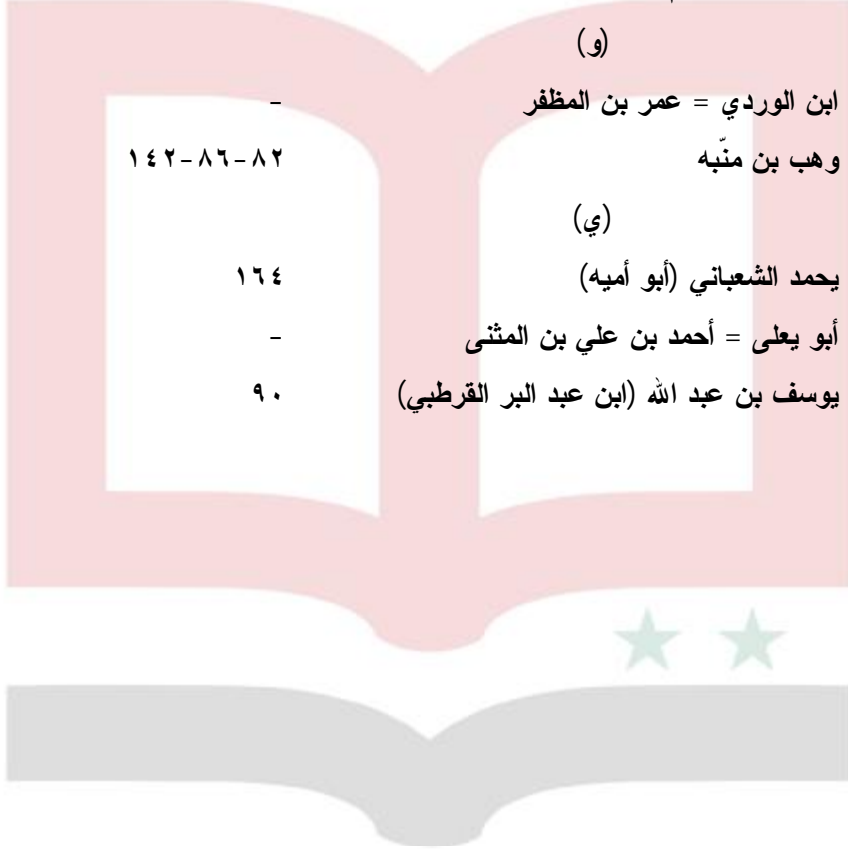 (و)
ابن الوردي = عمر بن المظفر -
وهب بن منّبه ٨٢-٨٦-١٤٢
(ي)
يحمد الشعباني (أبو أميه) ١٦٤
أبو يعلى = أحمد بن علي بن المثنى -
يوسف بن عبد الله (ابن عبد البر القرطبي) ٩٠